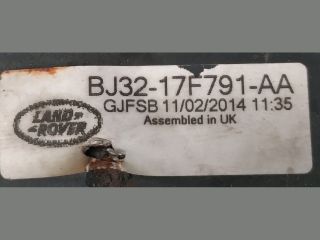 LAND
ROVER
BJ32-17F791-AA
GJFSB 11/02/2014 11:35
Assembled in UK